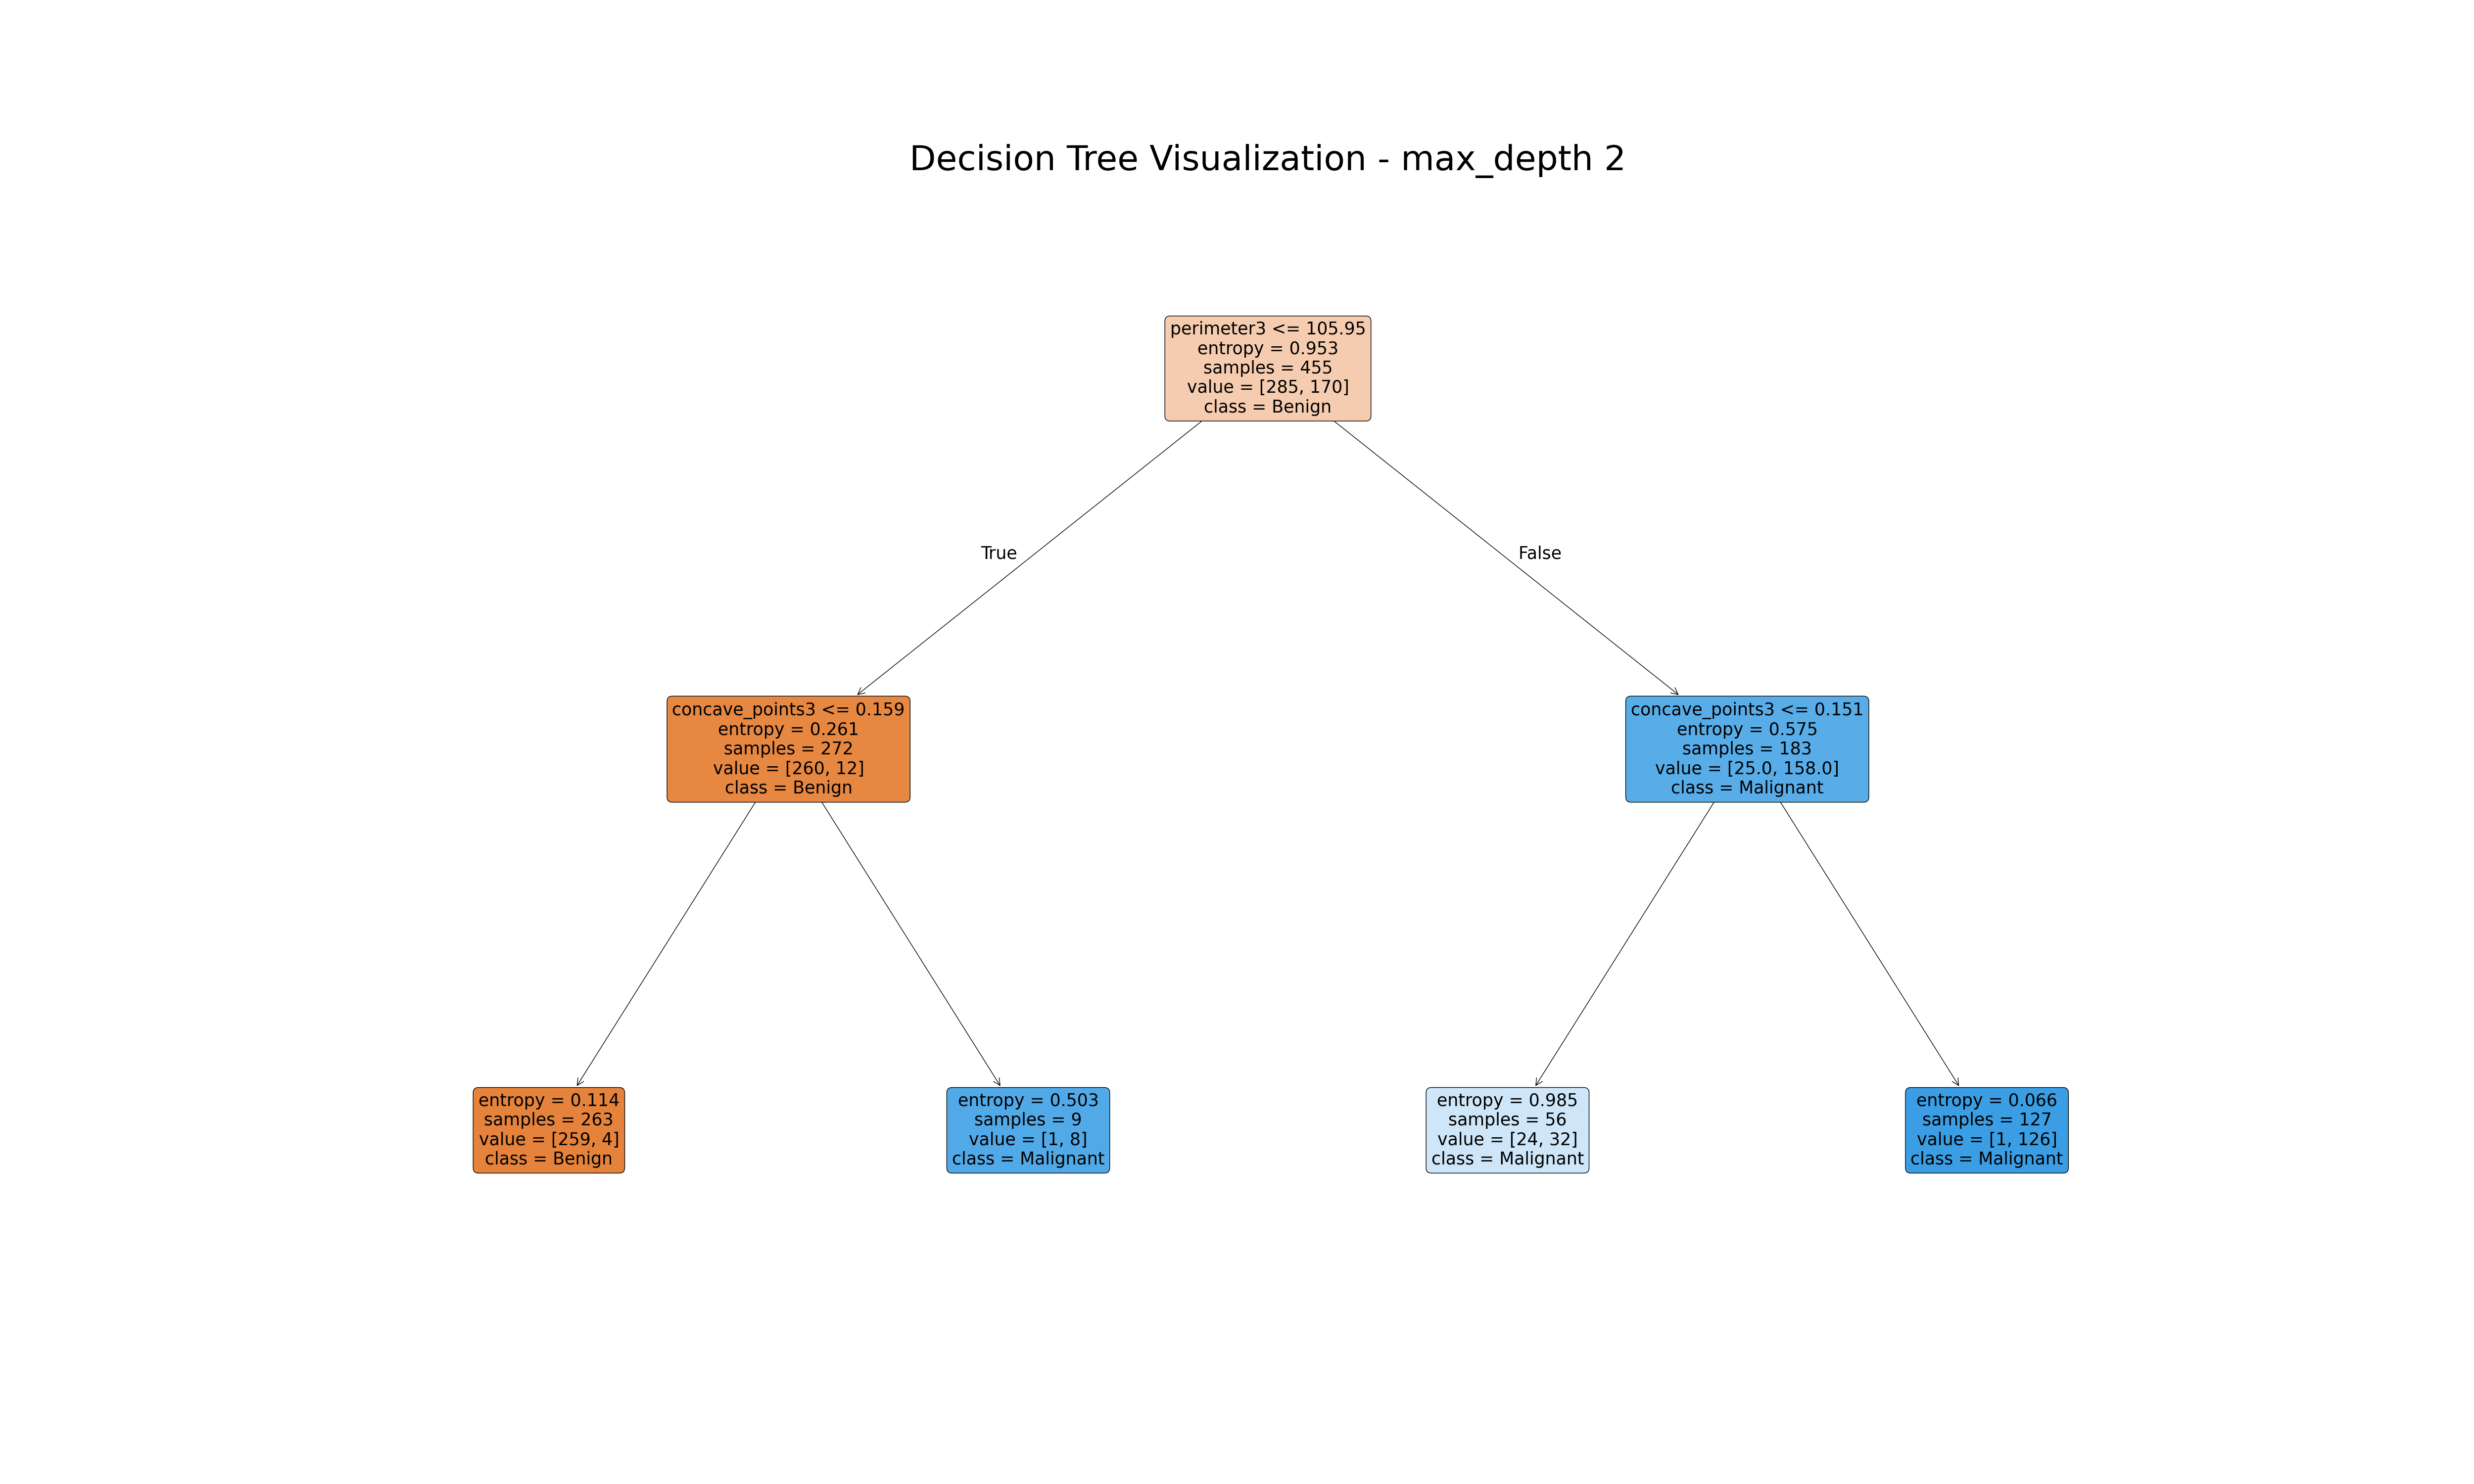 Decision Tree Visualization - max_depth 2
perimeter3 <= 105.95
entropy = 0.953
samples = 455
value = [285, 170]
class = Benign
True
False
concave_points3 <= 0.159
entropy = 0.261
samples = 272
value = [260, 12]
class = Benign
concave_points3 <= 0.151
entropy = 0.575
samples = 183
value = [25.0, 158.0]
class = Malignant
entropy = 0.114
samples = 263
value = [259, 4]
class = Benign
entropy = 0.503
samples = 9
value = [1, 8]
class = Malignant
entropy = 0.985
samples = 56
value = [24, 32]
class = Malignant
entropy = 0.066
samples = 127
value = [1, 126]
class = Malignant